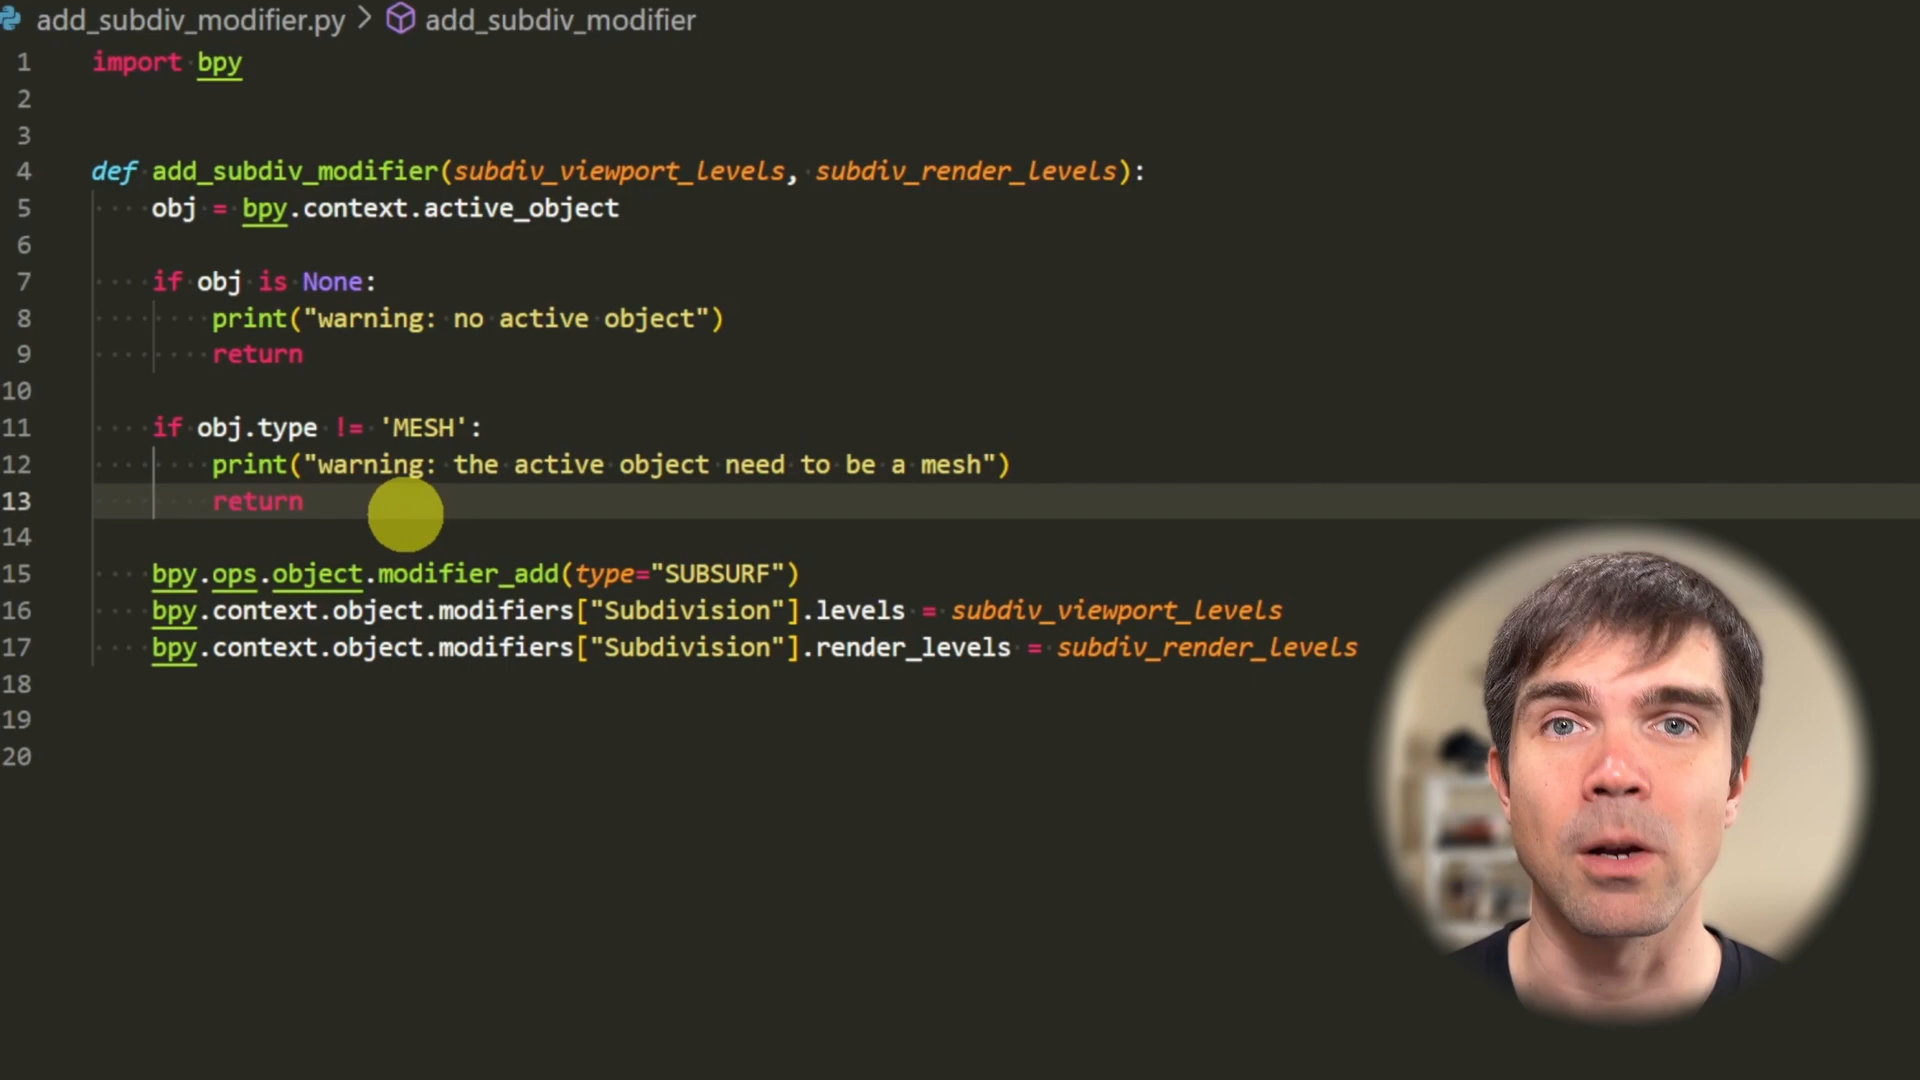 add_subdiv_modifier.py > add_subdiv_modifier
1 import bpy
2
3
4 def add_subdiv_modifier(subdiv_viewport_levels, subdiv_render_levels):
5 obj = bpy.context.active_object
6
7 if obj is None:
8 print("warning: no active object")
9 return
10
11 if obj.type != 'MESH':
12 print("warning: the active object need to be a mesh")
13 return
14
15 bpy.ops.object.modifier_add(type="SUBSURF")
16 bpy.context.object.modifiers["Subdivision"].levels = subdiv_viewport_levels
17 bpy.context.object.modifiers["Subdivision"].render_levels = subdiv_render_levels
18
19
20